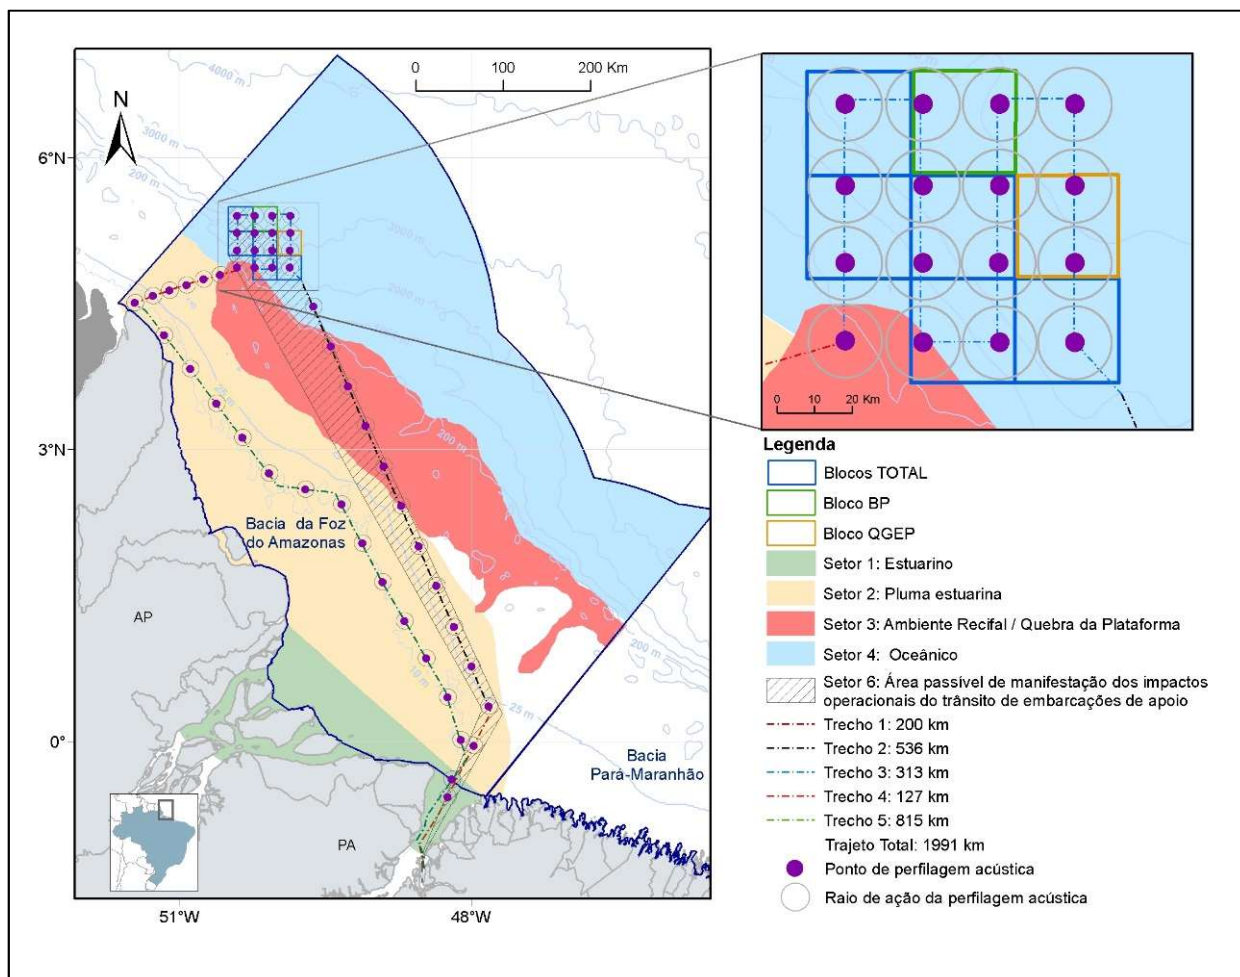 4000 m
0 100 200 Km
N
3000 m
6°N
200 m
3000 m
2000 m
25 m
3°N
200 m
Bacia da Foz
do Amazonas
AP
10 m
200 m
25 m
0°
Bacia
Pará-Maranhão
PA
51°W
48°W
0 10 20 Km
Legenda
Blocos TOTAL
Bloco BP
Bloco QGEP
Setor 1: Estuarino
Setor 2: Pluma estuarina
Setor 3: Ambiente Recifal / Quebra da Plataforma
Setor 4: Oceânico
Setor 6: Área passível de manifestação dos impactos
operacionais do trânsito de embarcações de apoio
Trecho 1: 200 km
Trecho 2: 536 km
Trecho 3: 313 km
Trecho 4: 127 km
Trecho 5: 815 km
Trajeto Total: 1991 km
Ponto de perfilagem acústica
Raio de ação da perfilagem acústica